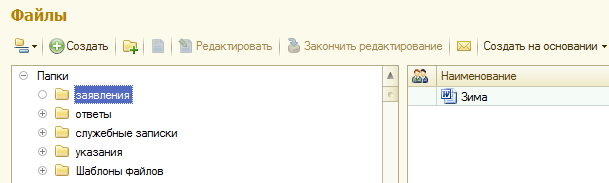 Файлы
Создать Редактировать Закончить редактирование Создать на основании
Папки
заявления
ответы
служебные записки
указания
Шаблоны файлов
Наименование
Зима